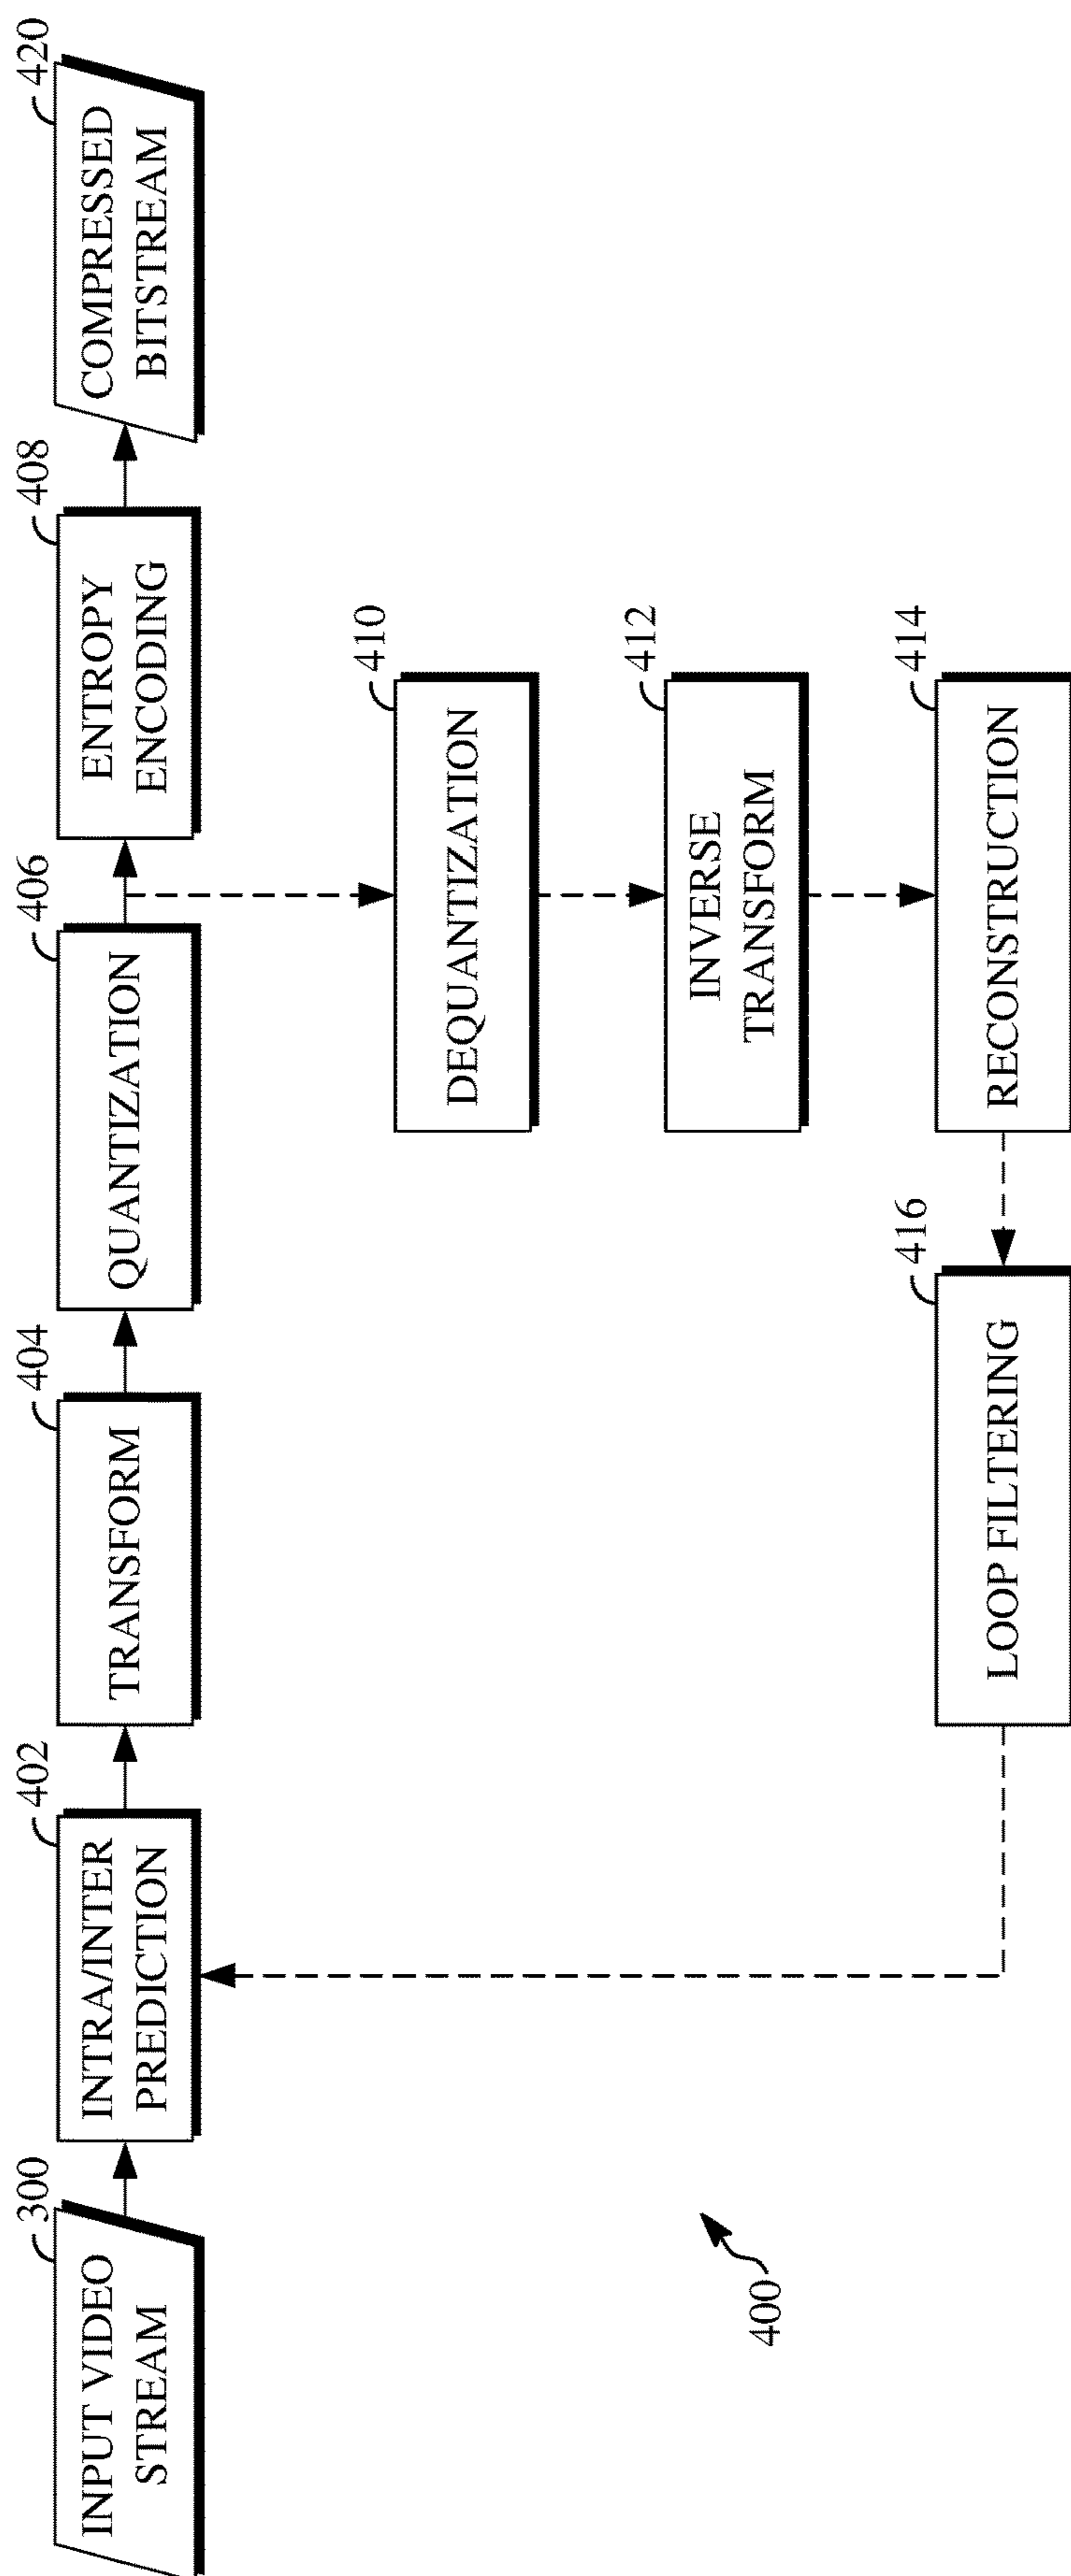 300
INPUT VIDEO
STREAM
402
INTRA/INTER
PREDICTION
404
TRANSFORM
406
QUANTIZATION
408
ENTROPY
ENCODING
420
COMPRESSED
BITSTREAM
410
DEQUANTIZATION
412
INVERSE
TRANSFORM
414
RECONSTRUCTION
416
LOOP FILTERING
400